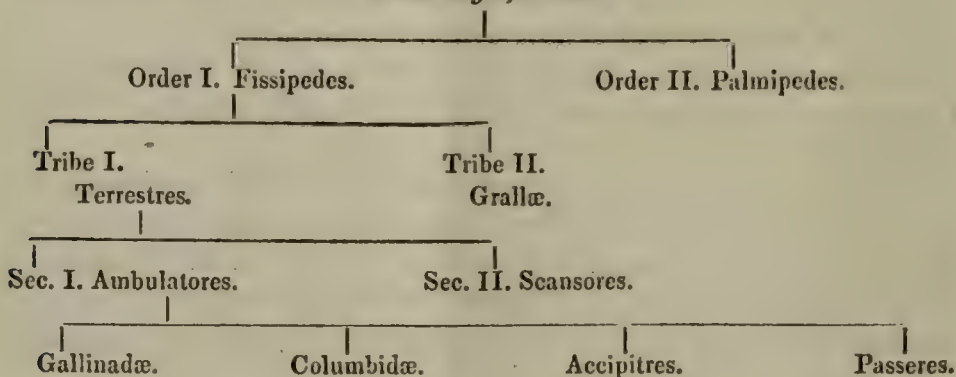 Order I. Fissipedes. Order II. Palmipedes.
Tribe I. Tribe II.
Terrestres. Grallæ.
Sec. I. Ambulatores. Sec. II. Scansores.
Gallinadæ. Columbidæ. Accipitres. Passeres.